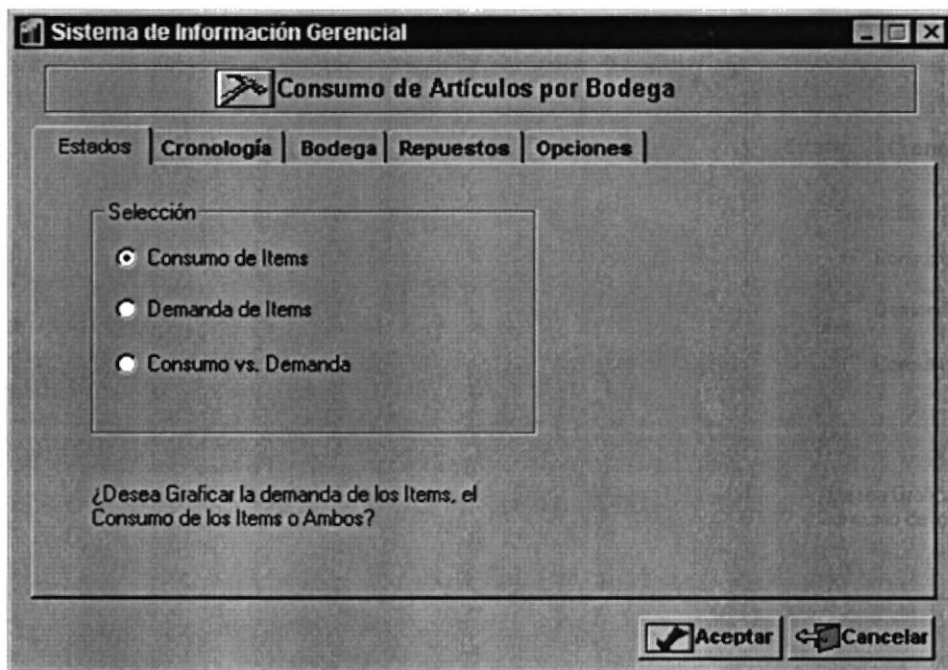 Sistema de Información Gerencial
Consumo de Artículos por Bodega
Estados Cronología Bodega Repuestos Opciones
Selección
Consumo de Items
Demanda de Items
Consumo vs. Demanda
¿Desea Graficar la demanda de los Items, el
Consumo de los Items o Ambos?
Aceptar Cancelar